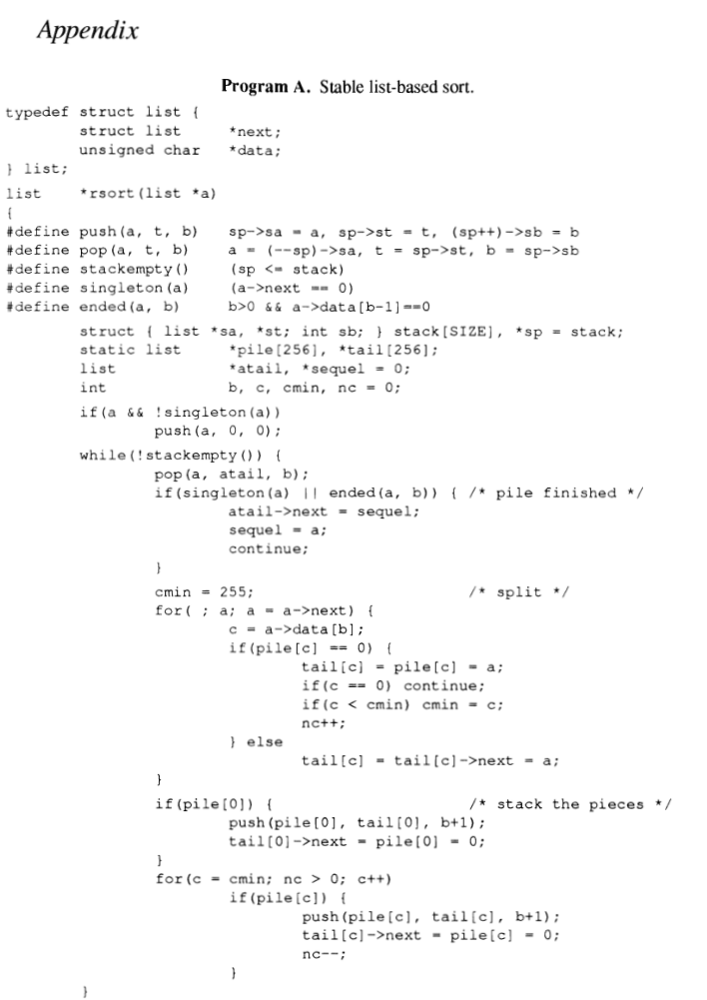 Appendix
Program A. Stable list-based sort.
typedef struct list {
        struct list     *next;
        unsigned char   *data;
} list;
list    *rsort(list *a)
{
#define push(a, t, b)   sp->sa = a, sp->st = t, (sp++)->sb = b
#define pop(a, t, b)    a = (--sp)->sa, t = sp->st, b = sp->sb
#define stackempty()    (sp <= stack)
#define singleton(a)    (a->next == 0)
#define ended(a, b)     b>0 && a->data[b-1]==0
        struct { list *sa, *st; int sb; } stack[SIZE], *sp = stack;
        static list     *pile[256], *tail[256];
        list            *atail, *sequel = 0;
        int             b, c, cmin, nc = 0;
        if(a && !singleton(a))
                push(a, 0, 0);
        while(!stackempty()) {
                pop(a, atail, b);
                if(singleton(a) || ended(a, b)) { /* pile finished */
                        atail->next = sequel;
                        sequel = a;
                        continue;
                }
                cmin = 255;                       /* split */
                for( ; a; a = a->next) {
                        c = a->data[b];
                        if(pile[c] == 0) {
                                tail[c] = pile[c] = a;
                                if(c == 0) continue;
                                if(c < cmin) cmin = c;
                                nc++;
                        } else
                                tail[c] = tail[c]->next = a;
                }
                if(pile[0]) {                     /* stack the pieces */
                        push(pile[0], tail[0], b+1);
                        tail[0]->next = pile[0] = 0;
                }
                for(c = cmin; nc > 0; c++)
                        if(pile[c]) {
                                push(pile[c], tail[c], b+1);
                                tail[c]->next = pile[c] = 0;
                                nc--;
                        }
        }